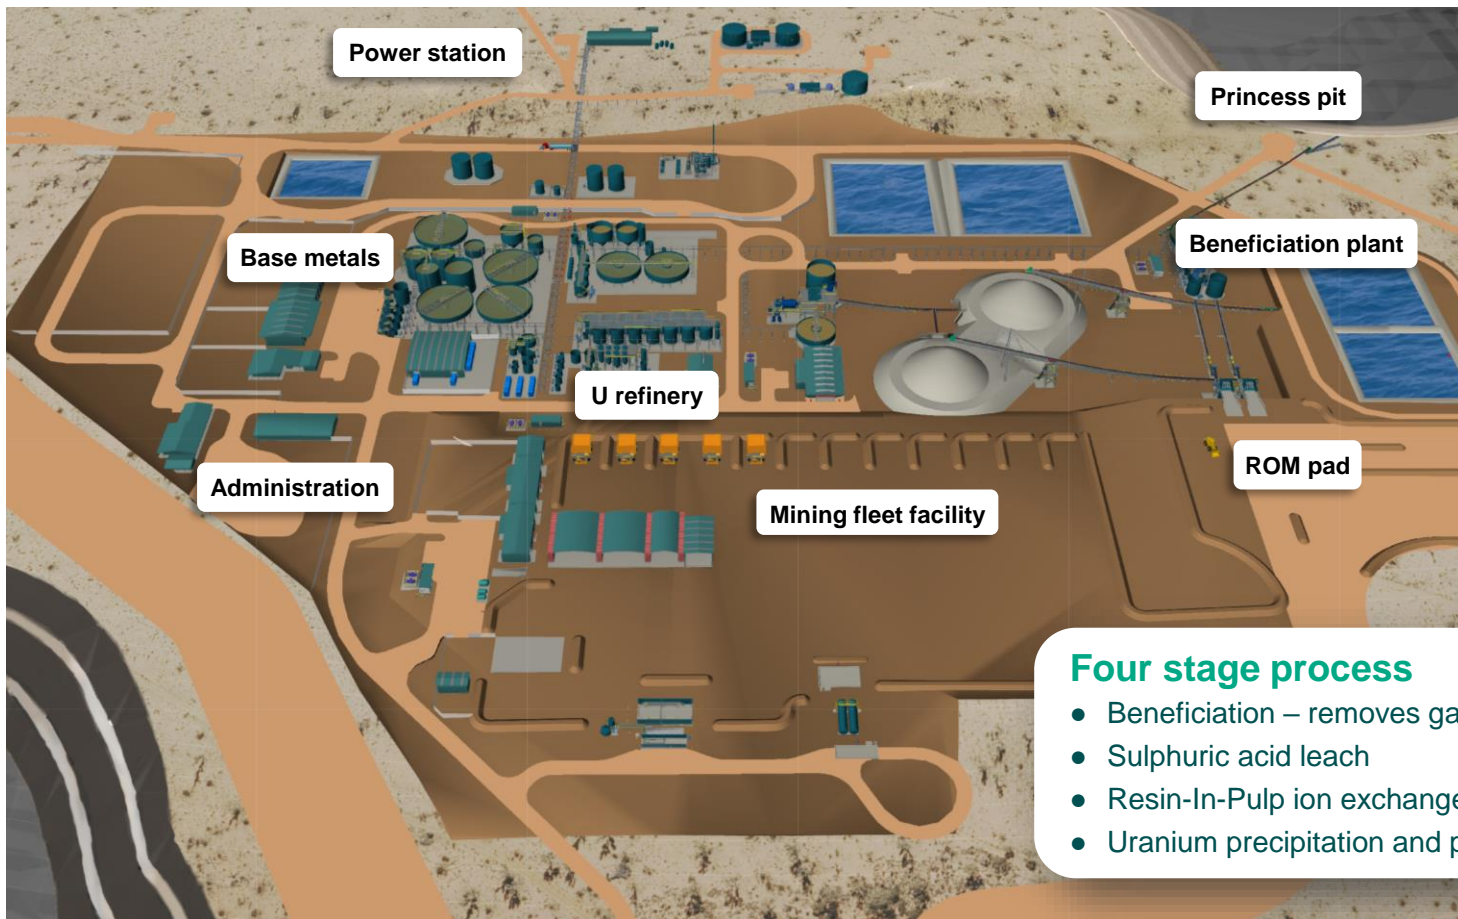 Power station
Princess pit
Base metals
Beneficiation plant
U refinery
Administration
ROM pad
Mining fleet facility
Four stage process
● Beneficiation – removes
● Sulphuric acid leach
● Resin-In-Pulp ion exchange
● Uranium precipitation and